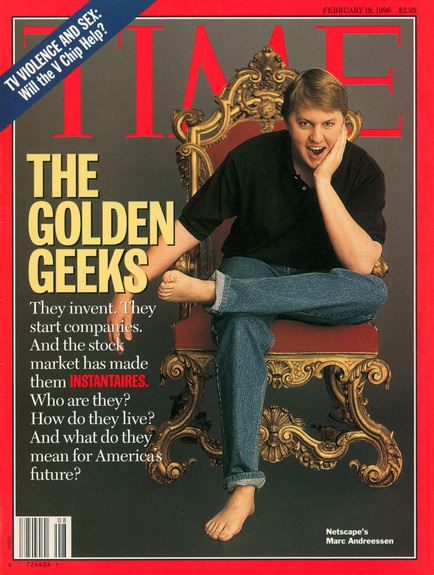 FEBRUARY 19, 1996 $2.95
TV VIOLENCE AND SEX:
Will the V Chip Help?
TIME
THE
GOLDEN
GEEKS
They invent. They
start companies.
And the stock
market has made
them INSTANTAIRES.
Who are they?
How do they live?
And what do they
mean for America's
future?
Netscape's
Marc Andreessen
08
0 724404 1